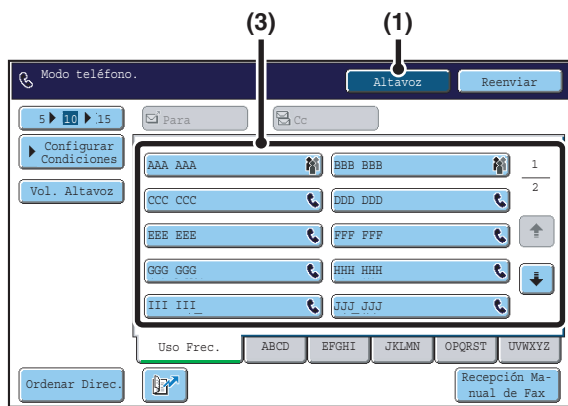 (3) (1)
Modo teléfono.
Altavoz
Reenviar
5 10 15
Para
Cc
Configurar
Condiciones
Vol. Altavoz
AAA AAA
BBB BBB
1
2
CCC CCC
DDD DDD
EEE EEE
FFF FFF
GGG GGG
HHH HHH
III III
JJJ JJJ
Uso Frec.
ABCD
EFGHI
JKLMN
OPQRST
UVWXYZ
Ordenar Direc.
Recepción Ma-
nual de Fax